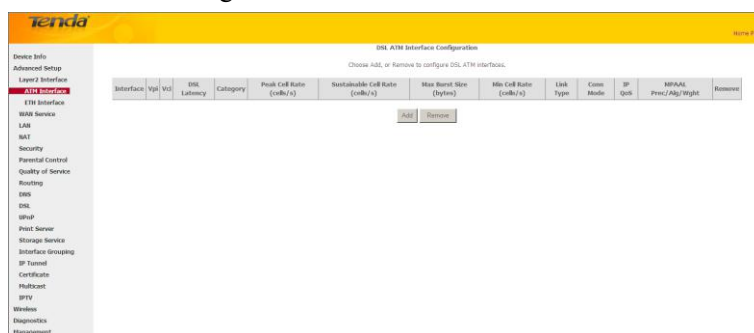 Tenda
Home P
Device Info
Advanced Setup
Layer2 Interface
ATM Interface
ETH Interface
WAN Service
LAN
NAT
Security
Parental Control
Quality of Service
Routing
DNS
DSL
UPnP
Print Server
Storage Service
Interface Grouping
IP Tunnel
Certificate
Multicast
IPTV
Wireless
Diagnostics
Management
DSL ATM Interface Configuration
Choose Add, or Remove to configure DSL ATM interfaces.
Interface Vpi Vci DSL Latency Category Peak Cell Rate (cells/s) Sustainable Cell Rate (cells/s) Max Burst Size (bytes) Min Cell Rate (cells/s) Link Type Conn Mode IP QoS MPAAL Prec/Alg/Wght Remove
Add Remove